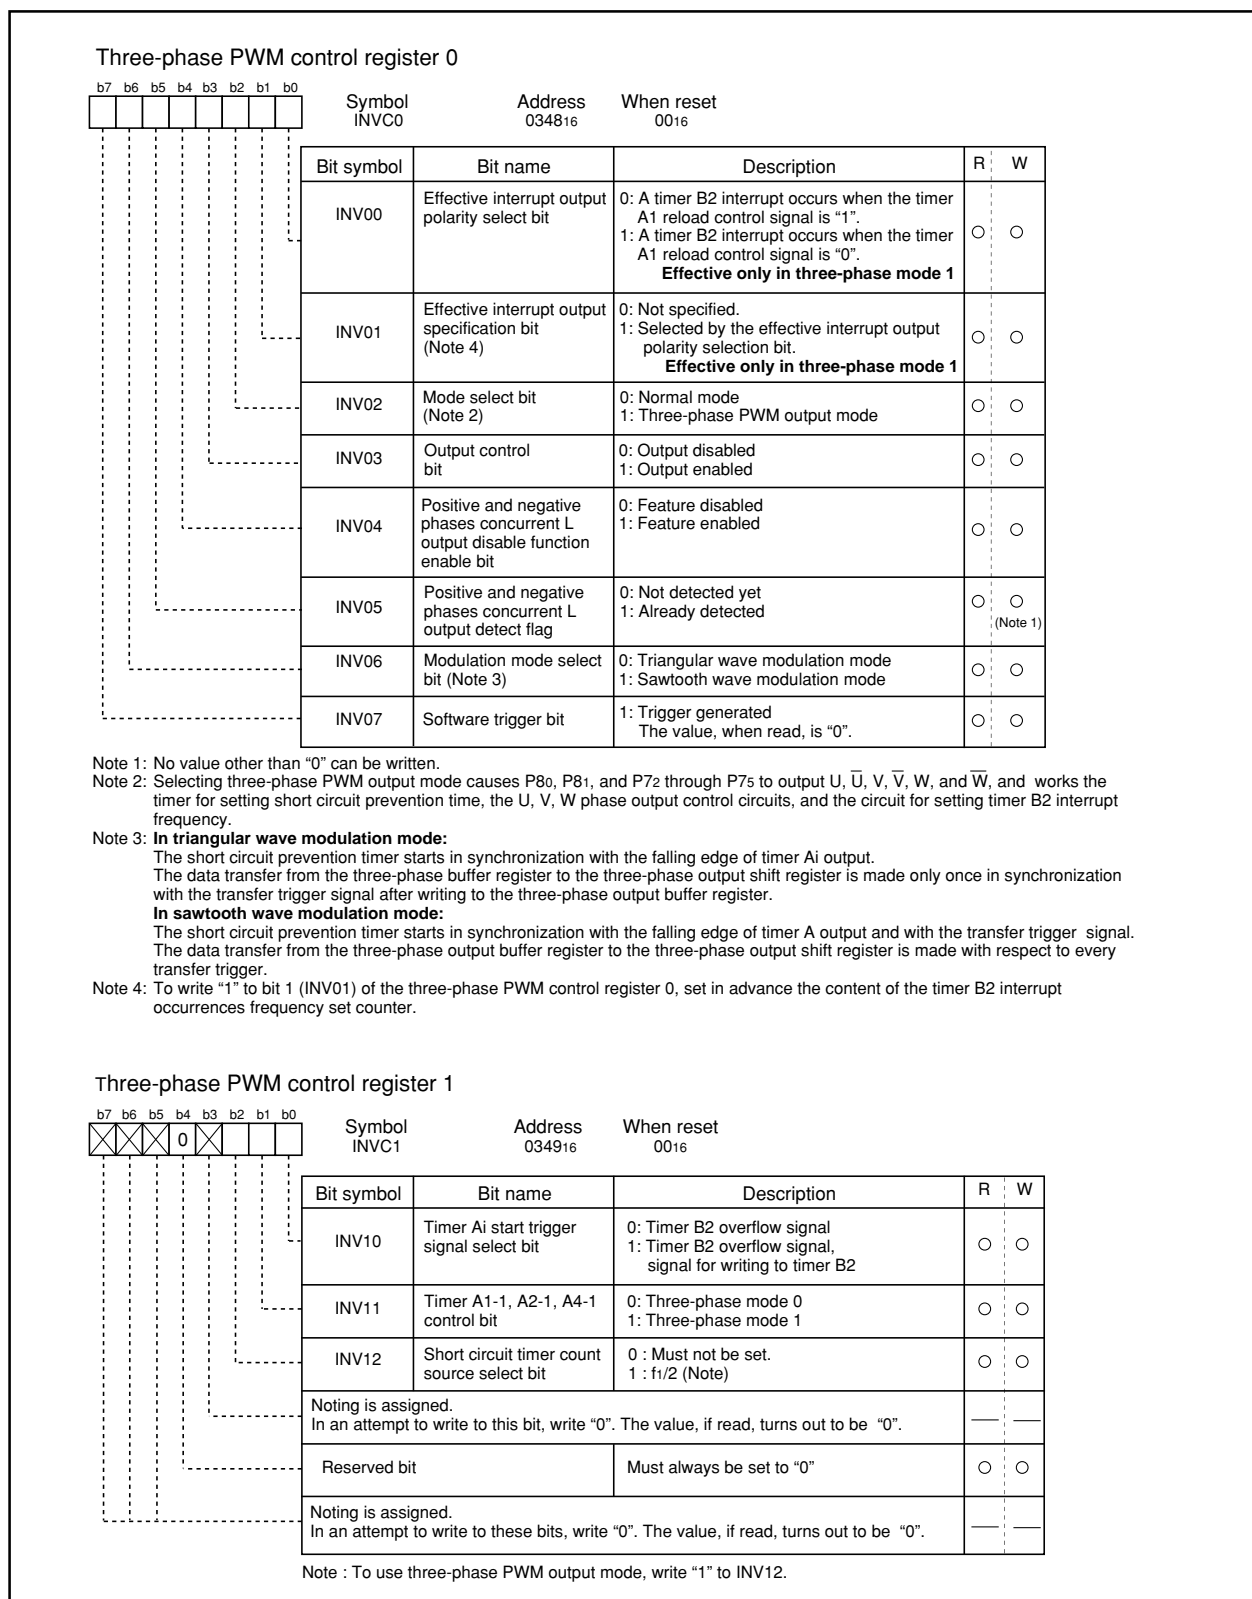 Three-phase PWM control register 0
b7 b6 b5 b4 b3 b2 b1 b0
Symbol Address When reset
INVC0 034816 0016
Bit symbol Bit name Description R W
INV00 Effective interrupt output polarity select bit
0: A timer B2 interrupt occurs when the timer
A1 reload control signal is “1”.
1: A timer B2 interrupt occurs when the timer
A1 reload control signal is “0”.
Effective only in three-phase mode 1
INV01 Effective interrupt output
specification bit
(Note 4)
0: Not specified.
1: Selected by the effective interrupt output
polarity selection bit.
Effective only in three-phase mode 1
INV02 Mode select bit
(Note 2)
0: Normal mode
1: Three-phase PWM output mode
INV03 Output control
bit
0: Output disabled
1: Output enabled
INV04 Positive and negative
phases concurrent L
output disable function
enable bit
0: Feature disabled
1: Feature enabled
INV05 Positive and negative
phases concurrent L
output detect flag
0: Not detected yet
1: Already detected
(Note 1)
INV06 Modulation mode select
bit (Note 3)
0: Triangular wave modulation mode
1: Sawtooth wave modulation mode
INV07 Software trigger bit
1: Trigger generated
The value, when read, is “0”.
Note 1: No value other than “0” can be written.
Note 2: Selecting three-phase PWM output mode causes P80, P81, and P72 through P75 to output U, U̅, V, V̅, W, and W̅, and works the
timer for setting short circuit prevention time, the U, V, W phase output control circuits, and the circuit for setting timer B2 interrupt
frequency.
Note 3: In triangular wave modulation mode:
The short circuit prevention timer starts in synchronization with the falling edge of timer Ai output.
The data transfer from the three-phase buffer register to the three-phase output shift register is made only once in synchronization
with the transfer trigger signal after writing to the three-phase output buffer register.
In sawtooth wave modulation mode:
The short circuit prevention timer starts in synchronization with the falling edge of timer A output and with the transfer trigger signal.
The data transfer from the three-phase output buffer register to the three-phase output shift register is made with respect to every
transfer trigger.
Note 4: To write “1” to bit 1 (INV01) of the three-phase PWM control register 0, set in advance the content of the timer B2 interrupt
occurrences frequency set counter.
Three-phase PWM control register 1
b7 b6 b5 b4 b3 b2 b1 b0
0
Symbol Address When reset
INVC1 034916 0016
Bit symbol Bit name Description R W
INV10 Timer Ai start trigger
signal select bit
0: Timer B2 overflow signal
1: Timer B2 overflow signal,
signal for writing to timer B2
INV11 Timer A1-1, A2-1, A4-1
control bit
0: Three-phase mode 0
1: Three-phase mode 1
INV12 Short circuit timer count
source select bit
0 : Must not be set.
1 : f1/2 (Note)
Noting is assigned.
In an attempt to write to this bit, write “0”. The value, if read, turns out to be “0”.
Reserved bit Must always be set to “0”
Noting is assigned.
In an attempt to write to these bits, write “0”. The value, if read, turns out to be “0”.
Note : To use three-phase PWM output mode, write “1” to INV12.